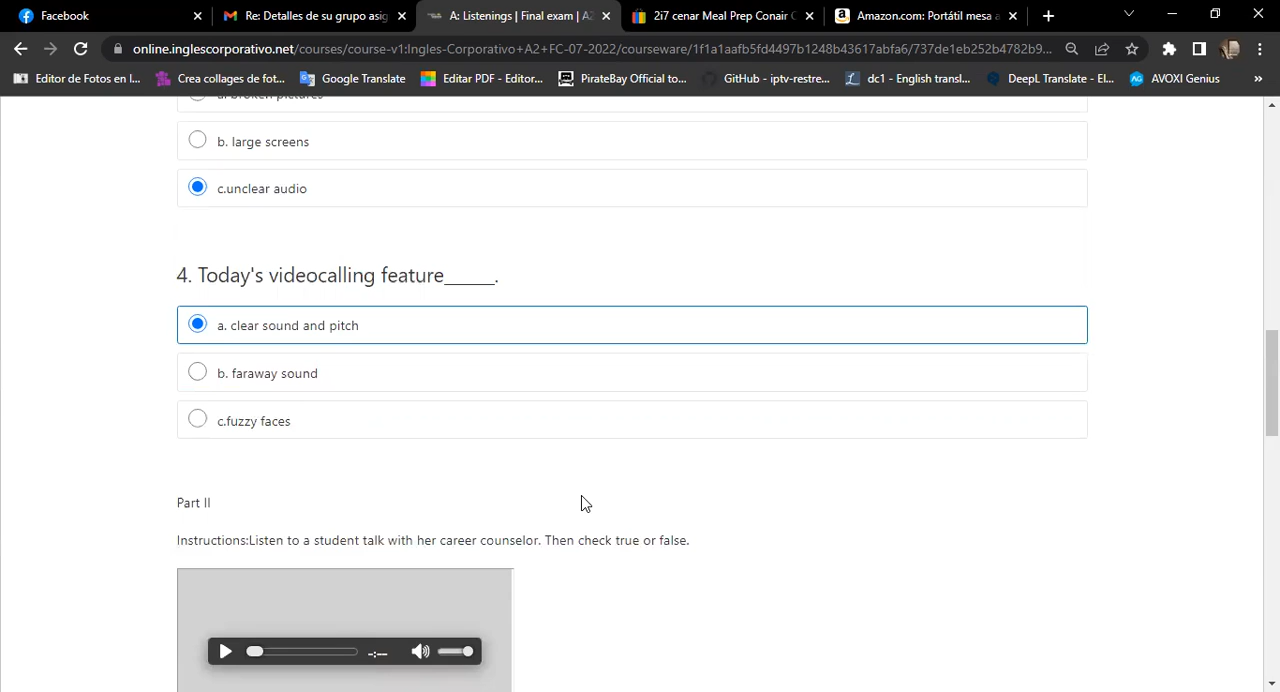 Facebook
Re: Detalles de su grupo asig
A: Listenings | Final exam | A2
2i7 cenar Meal Prep Conair C
Amazon.com: Portátil mesa a
online.inglescorporativo.net/courses/course-v1:Ingles-Corporativo+A2+FC-07-2022/courseware/1f1a1aafb5fd4497b1248b43617abfa6/737de1eb252b4782b9...
Editor de Fotos en l...
Crea collages de fot...
Google Translate
Editar PDF - Editor...
PirateBay Official to...
GitHub - iptv-restre...
dc1 - English transl...
DeepL Translate - El...
AVOXI Genius
»
a. broken pictures
b. large screens
c.unclear audio
4. Today's videocalling feature_____.
a. clear sound and pitch
b. faraway sound
c.fuzzy faces
Part II
Instructions:Listen to a student talk with her career counselor. Then check true or false.
-:--